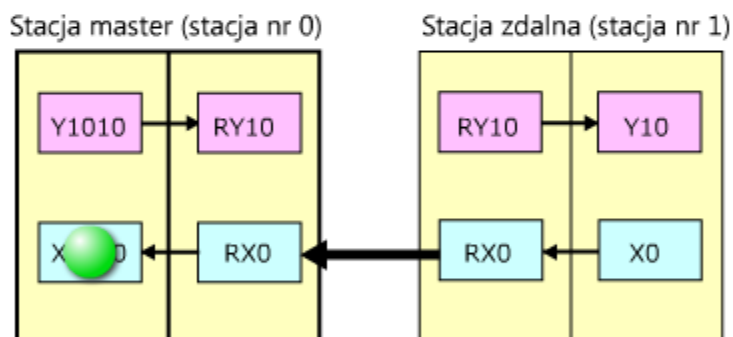 Stacja master (stacja nr 0) Stacja zdalna (stacja nr 1)
Y1010 RY10 RY10 Y10
RX0 RX0 X0